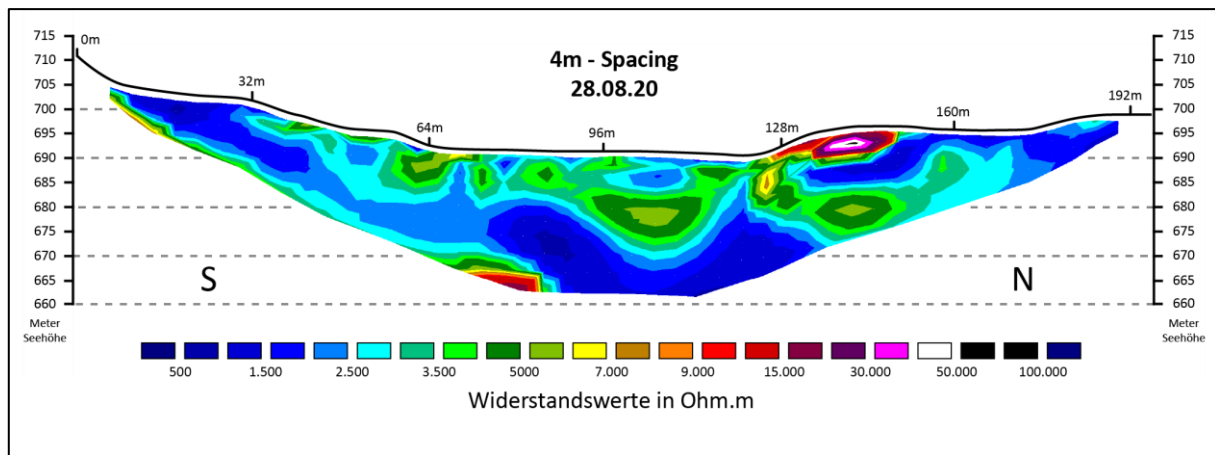 4m - Spacing
28.08.20
0m
32m
64m
96m
128m
160m
192m
715
710
705
700
695
690
685
680
675
670
665
660
Meter
Seehöhe
715
710
705
700
695
690
685
680
675
670
665
660
Meter
Seehöhe
S
N
500 1.500 2.500 3.500 5000 7.000 9.000 15.000 30.000 50.000 100.000
Widerstandswerte in Ohm.m